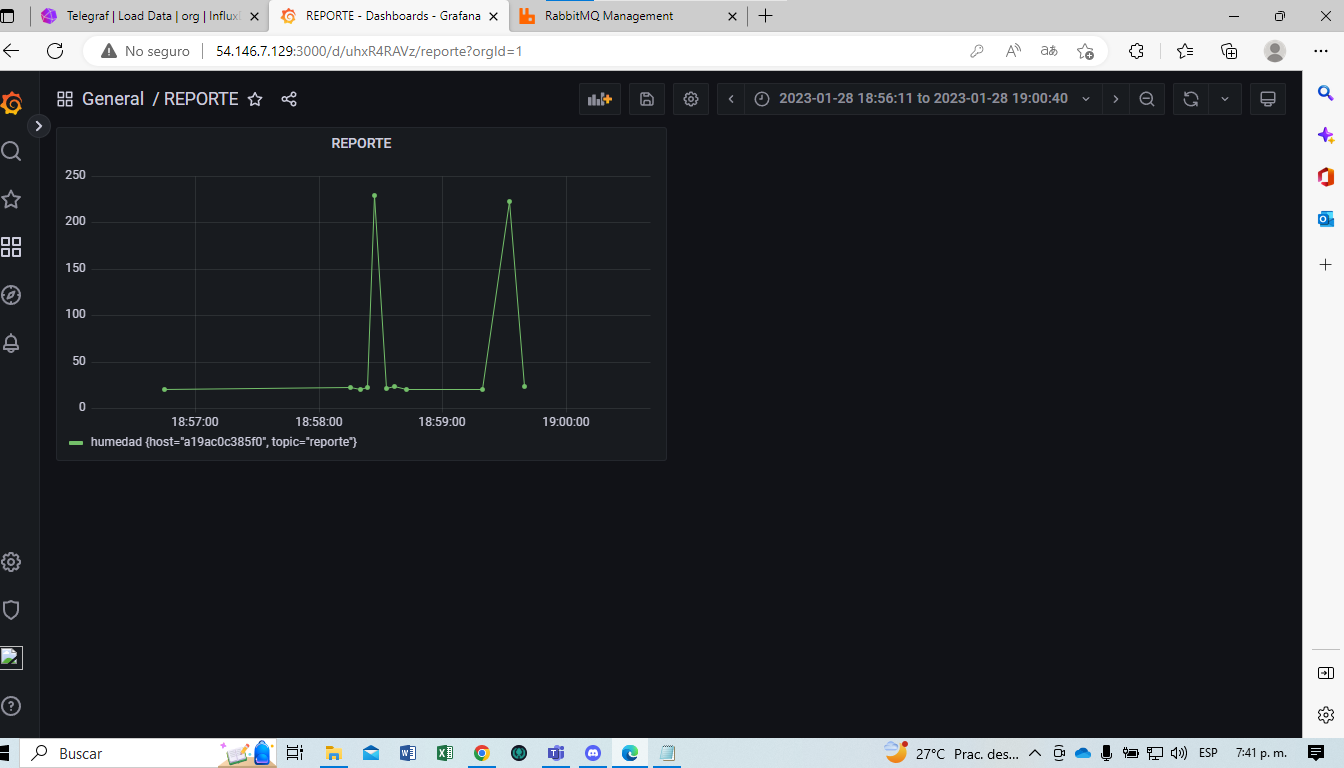 Telegraf | Load Data | org | Influx
REPORTE - Dashboards - Grafana
RabbitMQ Management
No seguro
54.146.7.129:3000/d/uhxR4RAVz/reporte?orgId=1
General / REPORTE
2023-01-28 18:56:11 to 2023-01-28 19:00:40
REPORTE
250
200
150
100
50
0
18:57:00
18:58:00
18:59:00
19:00:00
humedad {host="a19ac0c385f0", topic="reporte"}
Buscar
27°C Prac. des...
ESP
7:41 p. m.